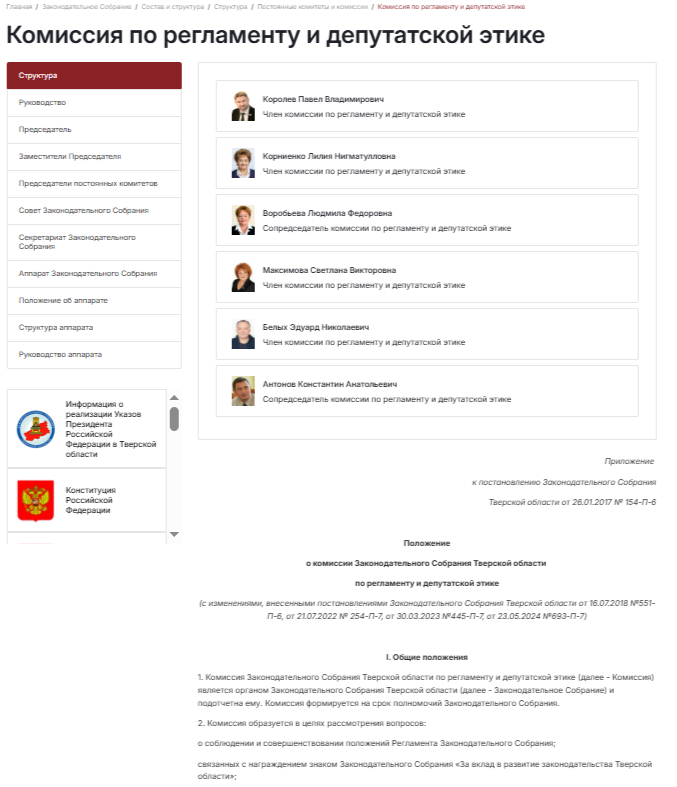 Главная / Законодательное Собрание / Состав и структура / Структура / Постоянные комитеты и комиссии / Комиссия по регламенту и депутатской этике
Комиссия по регламенту и депутатской этике
Структура
Руководство
Председатель
Заместители Председателя
Председатели постоянных комитетов
Совет Законодательного Собрания
Секретариат Законодательного
Собрания
Аппарат Законодательного Собрания
Положение об аппарате
Структура аппарата
Руководство аппарата
Информация о
реализации Указов
Президента
Российской
Федерации в Тверской
области
Конституция
Российской
Федерации
Королев Павел Владимирович
Член комиссии по регламенту и депутатской этике
Корниенко Лилия Нигматулловна
Член комиссии по регламенту и депутатской этике
Воробьева Людмила Федоровна
Сопредседатель комиссии по регламенту и депутатской этике
Максимова Светлана Викторовна
Член комиссии по регламенту и депутатской этике
Белых Эдуард Николаевич
Член комиссии по регламенту и депутатской этике
Антонов Константин Анатольевич
Сопредседатель комиссии по регламенту и депутатской этике
Приложение
к постановлению Законодательного Собрания
Тверской области от 26.01.2017 № 154-П-6
Положение
о комиссии Законодательного Собрания Тверской области
по регламенту и депутатской этике
(с изменениями, внесенными постановлениями Законодательного Собрания Тверской области от 16.07.2018 №551-
П-6, от 21.07.2022 № 254-П-7, от 30.03.2023 №445-П-7, от 23.05.2024 №693-П-7)
I. Общие положения
1. Комиссия Законодательного Собрания Тверской области по регламенту и депутатской этике (далее - Комиссия)
является органом Законодательного Собрания Тверской области (далее - Законодательное Собрание) и
подотчетна ему. Комиссия формируется на срок полномочий Законодательного Собрания.
2. Комиссия образуется в целях рассмотрения вопросов:
о соблюдении и совершенствовании положений Регламента Законодательного Собрания;
связанных с награждением знаком Законодательного Собрания «За вклад в развитие законодательства Тверской
области»;